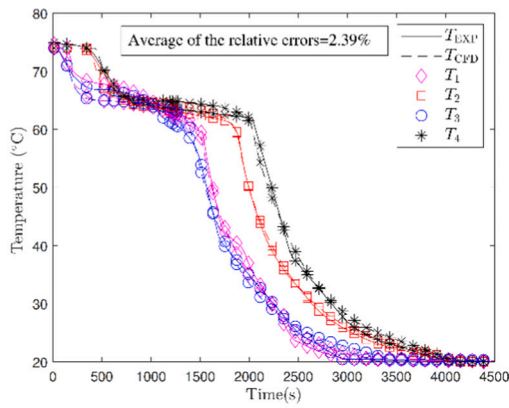 80
70
60
50
40
30
20
Temperature (°C)
Average of the relative errors=2.39%
T_EXP
T_CFD
T_1
T_2
T_3
T_4
0 500 1000 1500 2000 2500 3000 3500 4000 4500
Time(s)